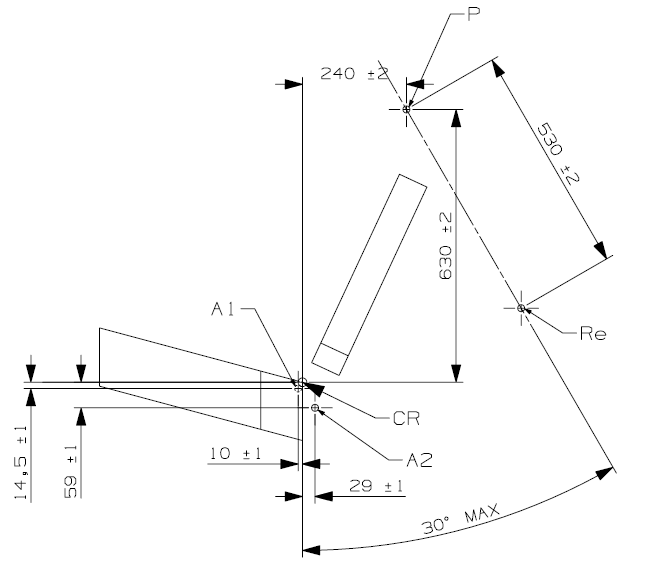 P
240 ±2
530 ±2
630 ±2
A1
Re
CR
14,5 ±1
59 ±1
10 ±1
A2
29 ±1
30° MAX